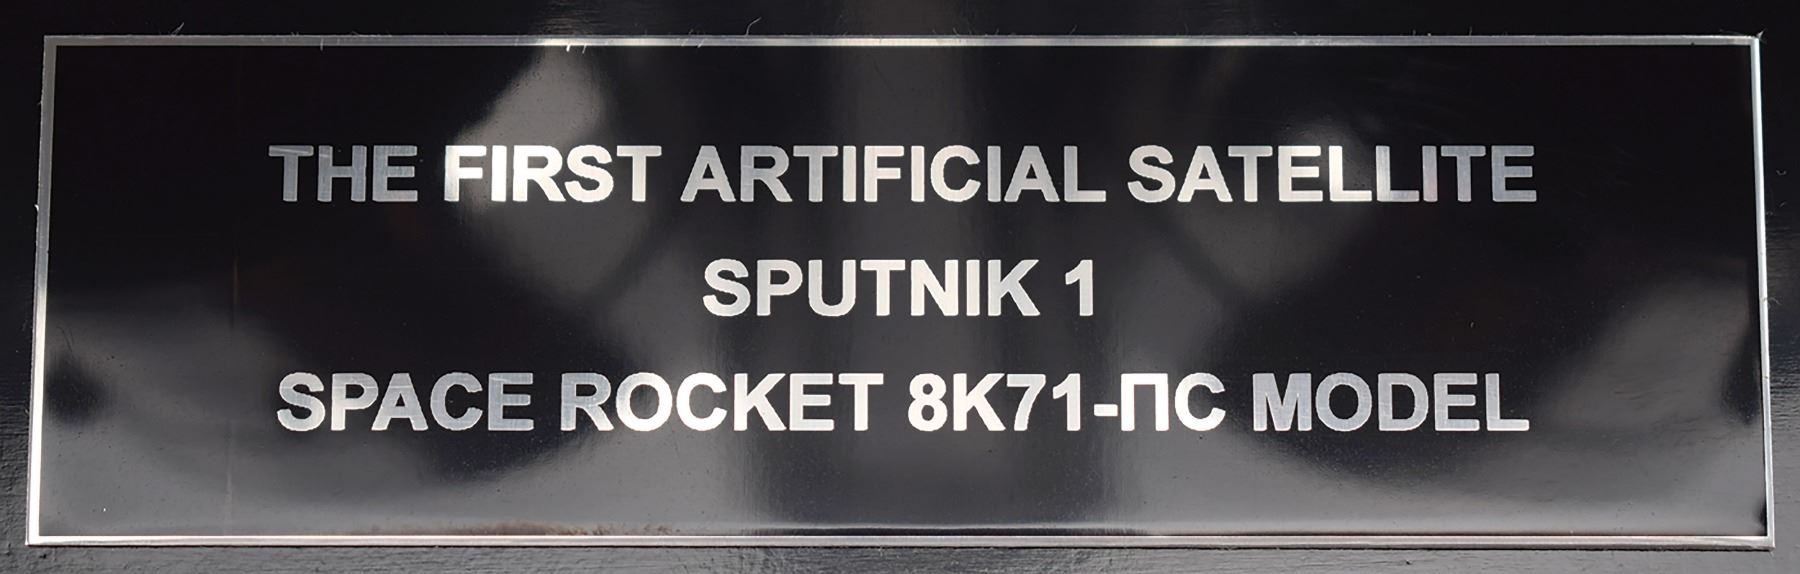 THE FIRST ARTIFICIAL SATELLITE
SPUTNIK 1
SPACE ROCKET 8K71-ПС MODEL